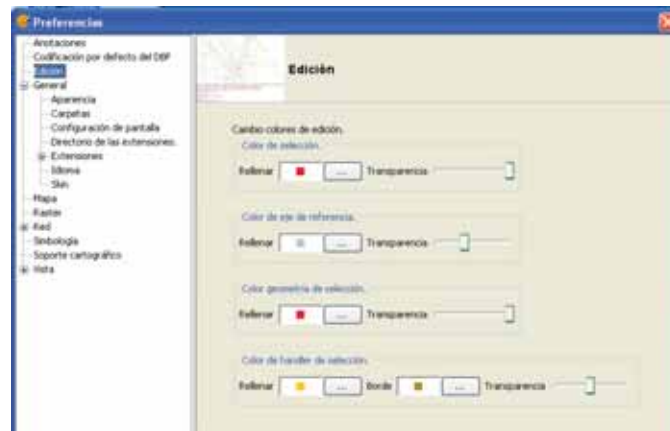 Preferencias
Anotaciones
Codificación por defecto del DBF
Edición
General
Apariencia
Carpetas
Configuración de pantalla
Directorio de las extensiones.
Extensiones
Idioma
Skin
Mapa
Raster
Red
Simbología
Soporte cartográfico
Vista
Edición
Cambio colores de edición.
Color de selección.
Rellenar ... Transparencia
Color de eje de referencia.
Rellenar ... Transparencia
Color geometría de selección.
Rellenar ... Transparencia
Color de handler de selección.
Rellenar ... Borde ... Transparencia